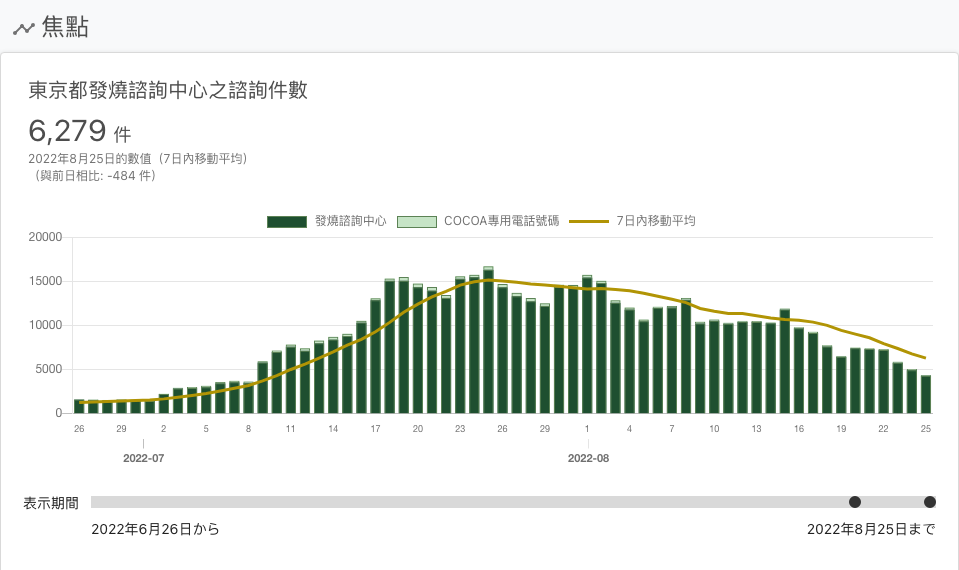 焦點
東京都發燒諮詢中心之諮詢件數
6,279 件
2022年8月25日的數值（7日內移動平均）
（與前日相比: -484 件）
發燒諮詢中心 COCOA專用電話號碼 7日內移動平均
20000
15000
10000
5000
0
26 29 2 5 8 11 14 17 20 23 26 29 1 4 7 10 13 16 19 22 25
2022-07 2022-08
表示期間
2022年6月26日から 2022年8月25日まで